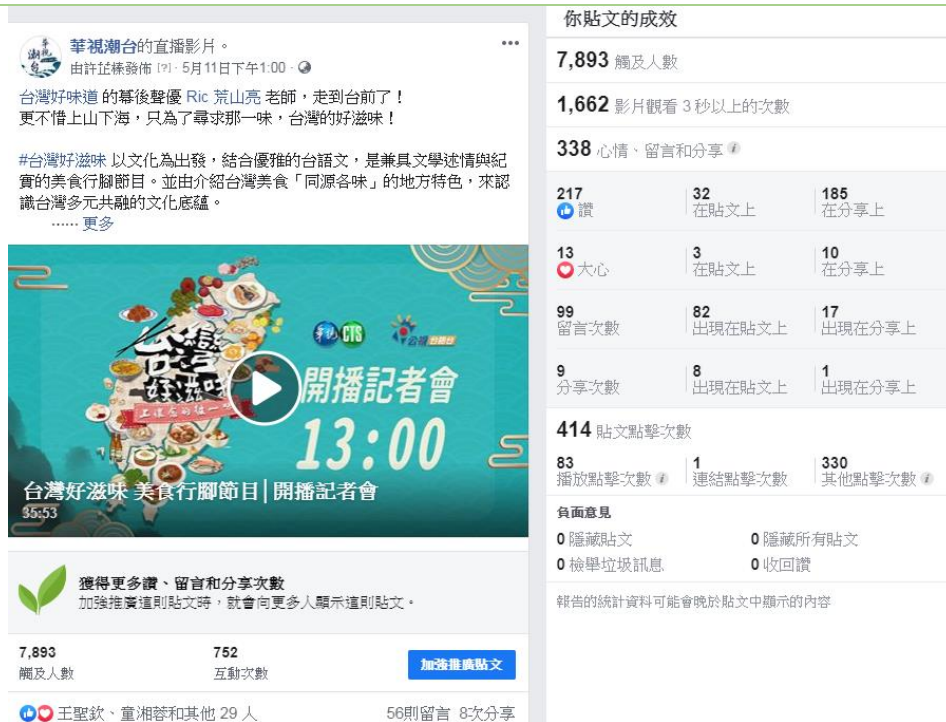 華視潮台的直播影片。
由許芷榛發佈 [?]· 5月11日下午1:00 ·
台灣好味道 的幕後聲優 Ric 荒山亮 老師，走到台前了！
更不惜上山下海，只為了尋求那一味，台灣的好滋味！
#台灣好滋味 以文化為出發，結合優雅的台語文，是兼具文學述情與紀
實的美食行腳節目。並由介紹台灣美食「同源各味」的地方特色，來認
識台灣多元共融的文化底蘊。
…… 更多
台灣
好滋味
華視 CTS
公視台語台
開播記者會
13:00
台灣好滋味 美食行腳節目| 開播記者會
35:53
獲得更多讚、留言和分享次數
加強推廣這則貼文時，就會向更多人顯示這則貼文。
7,893
觸及人數
752
互動次數
加強推廣貼文
王聖欽、童湘蓉和其他 29 人
56則留言 8次分享
你貼文的成效
7,893 觸及人數
1,662 影片觀看 3 秒以上的次數
338 心情、留言和分享
217
讚
32
在貼文上
185
在分享上
13
大心
3
在貼文上
10
在分享上
99
留言次數
82
出現在貼文上
17
出現在分享上
9
分享次數
8
出現在貼文上
1
出現在分享上
414 貼文點擊次數
83
播放點擊次數
1
連結點擊次數
330
其他點擊次數
負面意見
0 隱藏貼文
0 隱藏所有貼文
0 檢舉垃圾訊息
0 收回讚
報告的統計資料可能會晚於貼文中顯示的內容